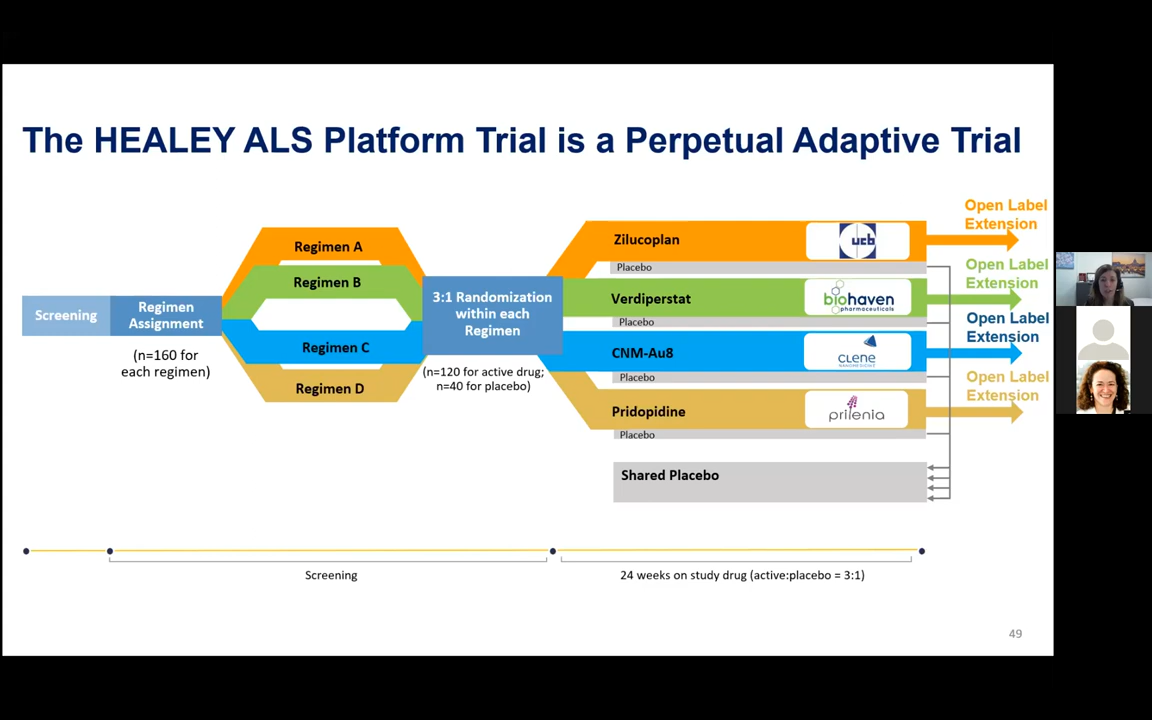 The HEALEY ALS Platform Trial is a Perpetual Adaptive Trial
Screening
Regimen
Assignment
(n=160 for
each regimen)
Regimen A
Regimen B
Regimen C
Regimen D
3:1 Randomization
within each
Regimen
(n=120 for active drug;
n=40 for placebo)
Zilucoplan
ucb
Placebo
Verdiperstat
biohaven
pharmaceuticals
Placebo
CNM-Au8
CLENE
NANOMEDICINE
Placebo
Pridopidine
prilenia
Placebo
Shared Placebo
Open Label
Extension
Open Label
Extension
Open Label
Extension
Open Label
Extension
Screening
24 weeks on study drug (active:placebo = 3:1)
49